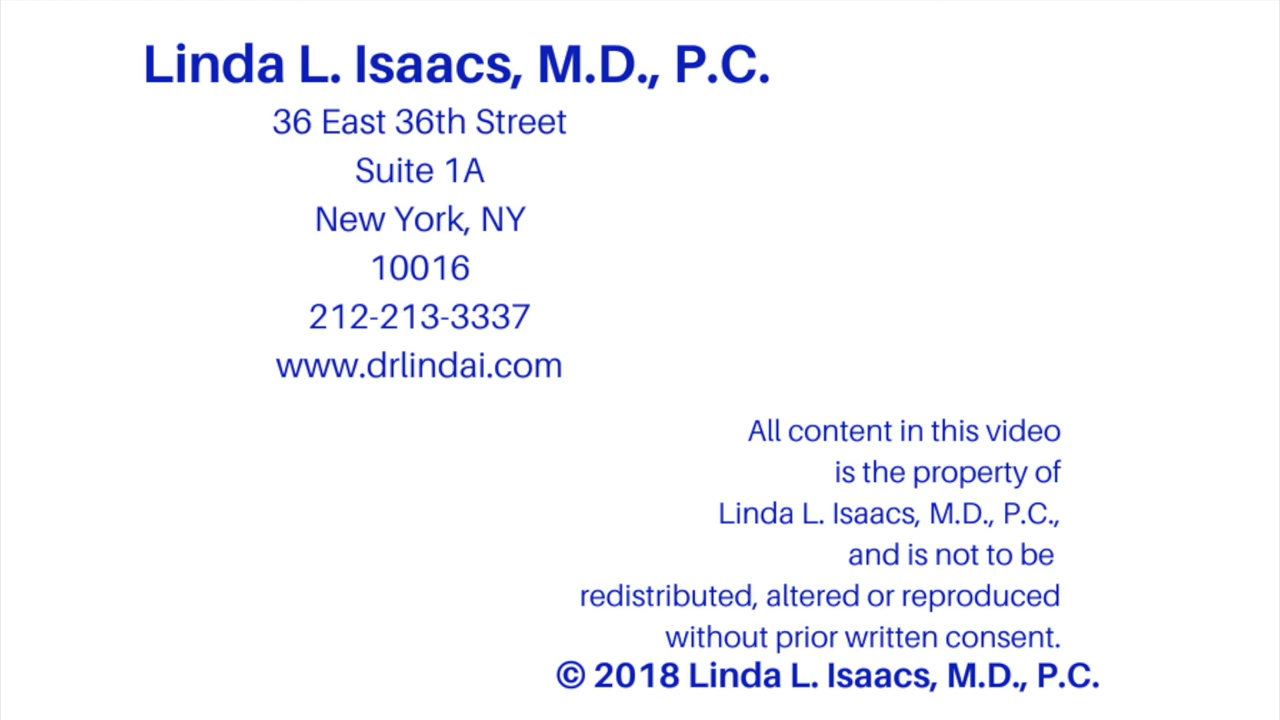 Linda L. Isaacs, M.D., P.C.
36 East 36th Street
Suite 1A
New York, NY
10016
212-213-3337
www.drlindai.com
All content in this video
is the property of
Linda L. Isaacs, M.D., P.C.,
and is not to be
redistributed, altered or reproduced
without prior written consent.
© 2018 Linda L. Isaacs, M.D., P.C.